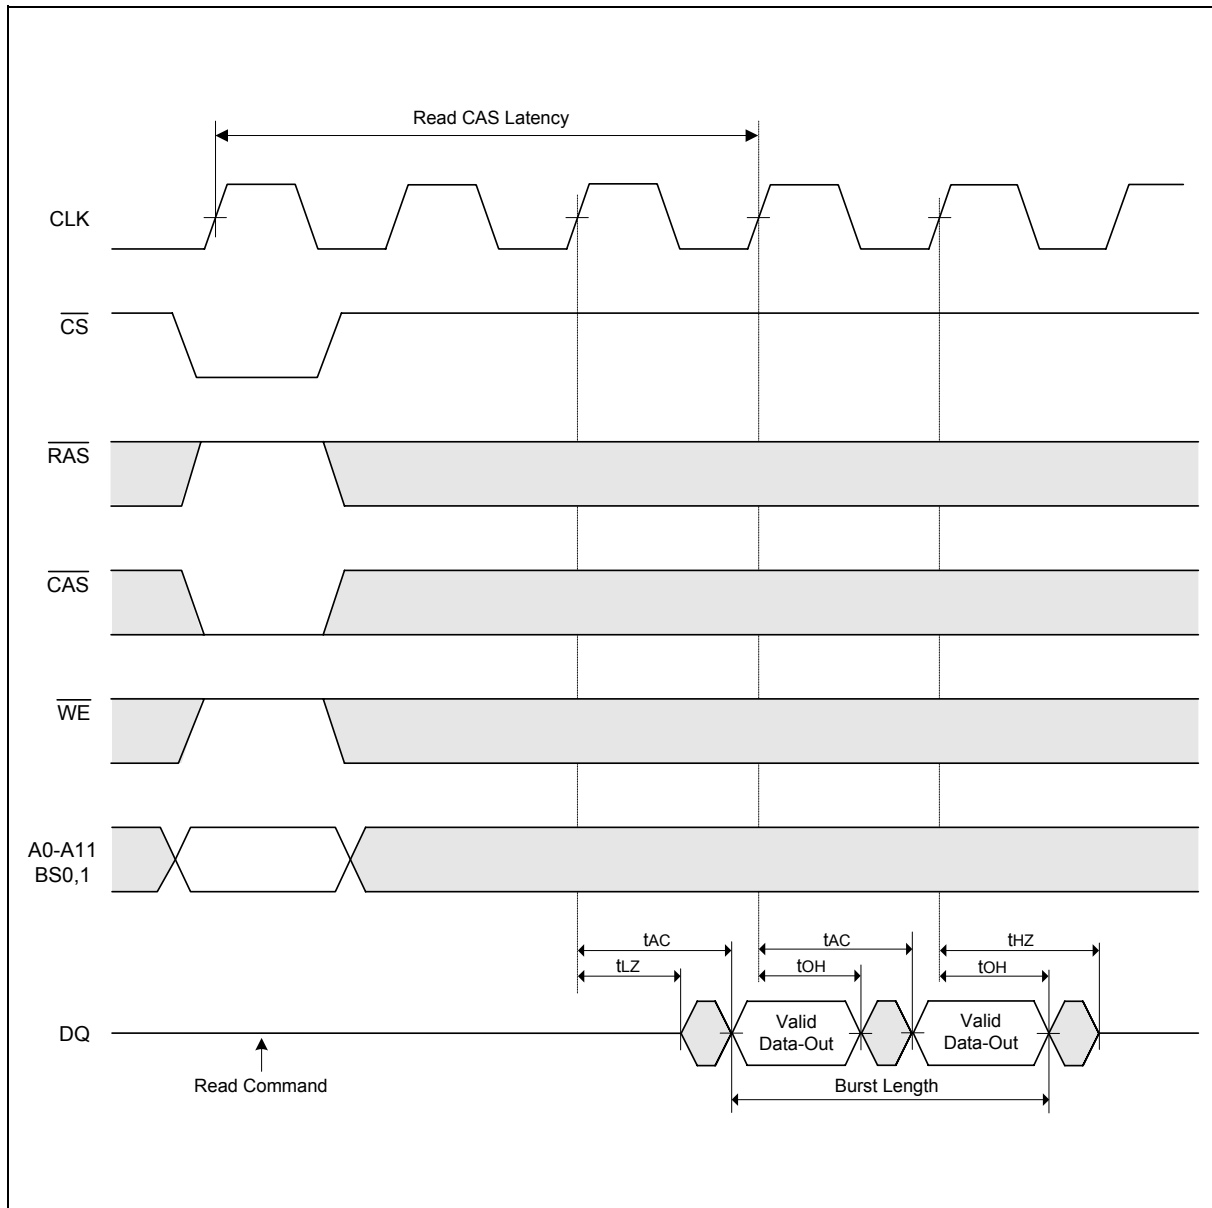 Read CAS Latency
CLK
CS
RAS
CAS
WE
A0-A11
BS0,1
tAC
tAC
tHZ
tLZ
tOH
tOH
DQ
Valid
Data-Out
Valid
Data-Out
Read Command
Burst Length